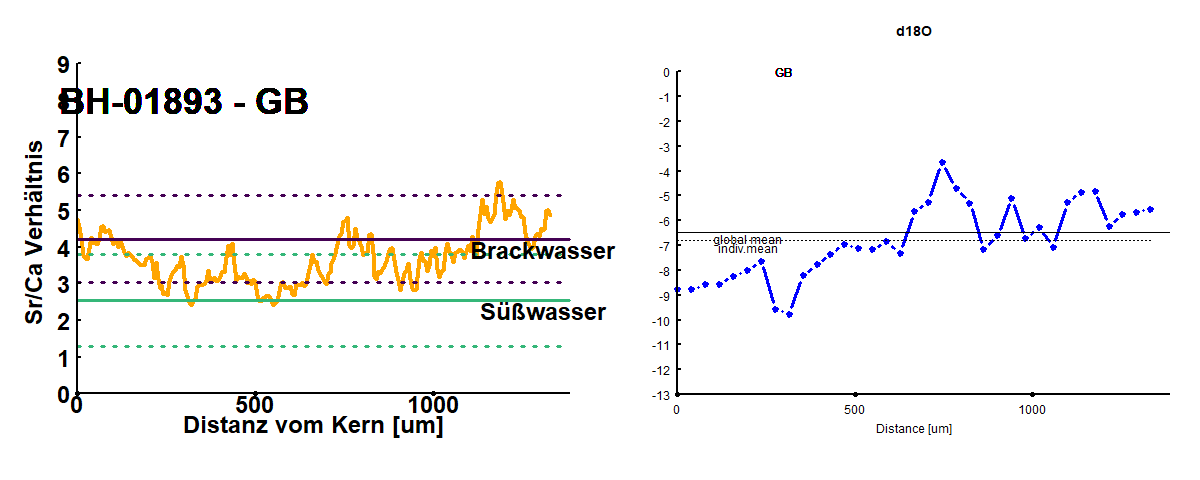 BH-01893 - GB
9
8
7
6
5
4
3
2
1
0
Sr/Ca Verhältnis
Brackwasser
Süßwasser
0 500 1000
Distanz vom Kern [um]
d18O
GB
0
-1
-2
-3
-4
-5
-6
-7
-8
-9
-10
-11
-12
-13
global mean
indiv.mean
0 500 1000
Distance [um]